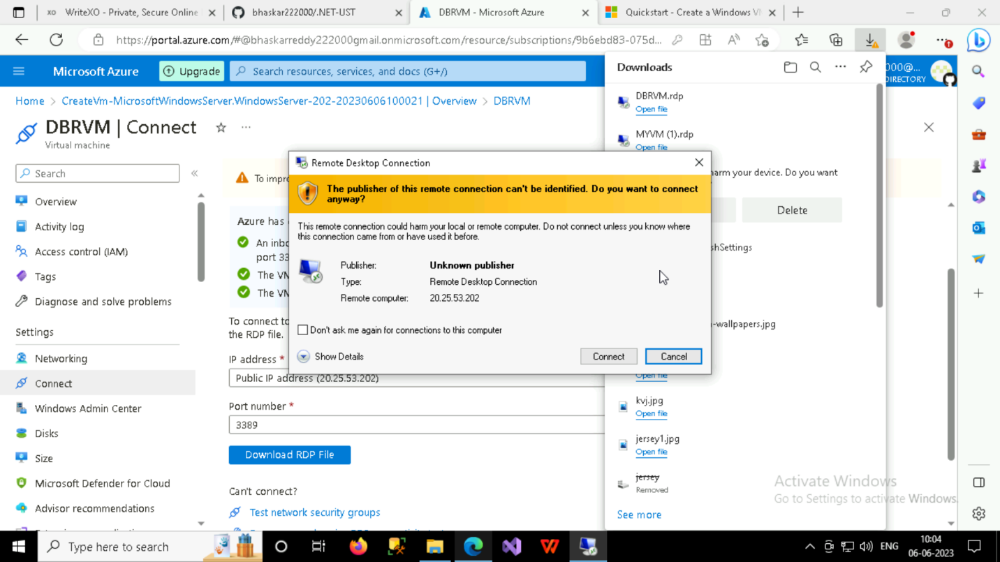 WriteXO - Private, Secure Online
bhaskar222000/.NET-UST
DBRVM - Microsoft Azure
Quickstart - Create a Windows VM
https://portal.azure.com/#@bhaskarreddy222000gmail.onmicrosoft.com/resource/subscriptions/9b6ebd83-075d...
Microsoft Azure
Upgrade
Search resources, services, and docs (G+/)
000@...
DIRECTORY
Home > CreateVm-MicrosoftWindowsServer.WindowsServer-202-20230606100021 | Overview > DBRVM
DBRVM | Connect
Virtual machine
Search
Overview
Activity log
Access control (IAM)
Tags
Diagnose and solve problems
Settings
Networking
Connect
Windows Admin Center
Disks
Size
Microsoft Defender for Cloud
Advisor recommendations
To impro
Azure has
An inbo
port 33
The VM
The VM
To connect to
the RDP file.
IP address *
Public IP address (20.25.53.202)
Port number *
3389
Download RDP File
Can't connect?
Test network security groups
Remote Desktop Connection
The publisher of this remote connection can't be identified. Do you want to connect
anyway?
This remote connection could harm your local or remote computer. Do not connect unless you know where
this connection came from or have used it before.
Publisher: Unknown publisher
Type: Remote Desktop Connection
Remote computer: 20.25.53.202
Don't ask me again for connections to this computer
Show Details
Connect
Cancel
Downloads
DBRVM.rdp
Open file
MYVM (1).rdp
Open file
harm your device. Do you want
Delete
shSettings
-wallpapers.jpg
Open file
kvj.jpg
Open file
jersey1.jpg
Open file
jersey
Removed
See more
Activate Windows
Go to Settings to activate Windows.
Type here to search
ENG
10:04
06-06-2023